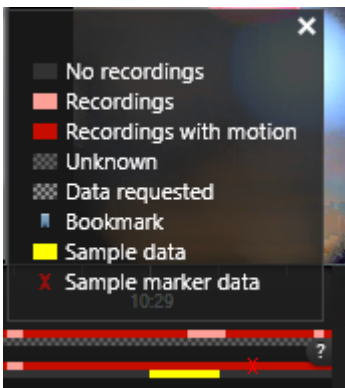 No recordings
Recordings
Recordings with motion
Unknown
Data requested
Bookmark
Sample data
X Sample marker data
10:29
?
X